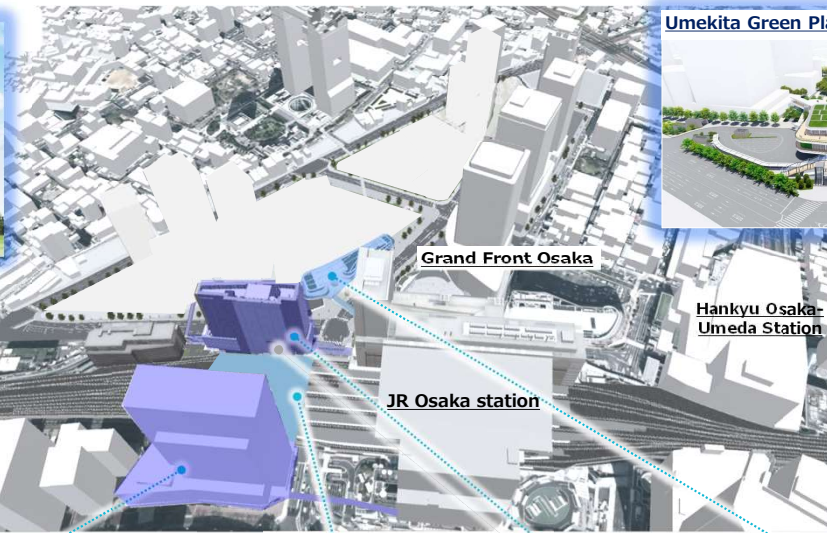 Umekita Green Pla
Grand Front Osaka
Hankyu Osaka-
Umeda Station
JR Osaka station